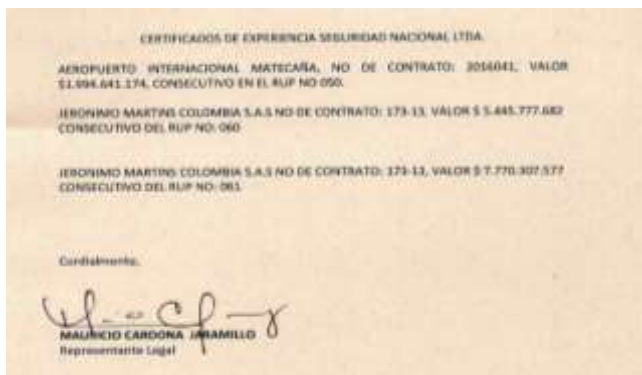 CERTIFICADOS DE EXPERIENCIA SEGURIDAD NACIONAL LTDA.
AEROPUERTO INTERNACIONAL MATECAÑA, NO DE CONTRATO: 2016041, VALOR
$1.994.641.174, CONSECUTIVO EN EL RUP NO 050.
JERONIMO MARTINS COLOMBIA S.A.S NO DE CONTRATO: 173-13, VALOR $ 5.445.777.682
CONSECUTIVO DEL RUP NO: 060
JERONIMO MARTINS COLOMBIA S.A.S NO DE CONTRATO: 173-13, VALOR $ 7.770.307.577
CONSECUTIVO DEL RUP NO: 061
Cordialmente,
MAURICIO CARDONA JARAMILLO
Representante Legal